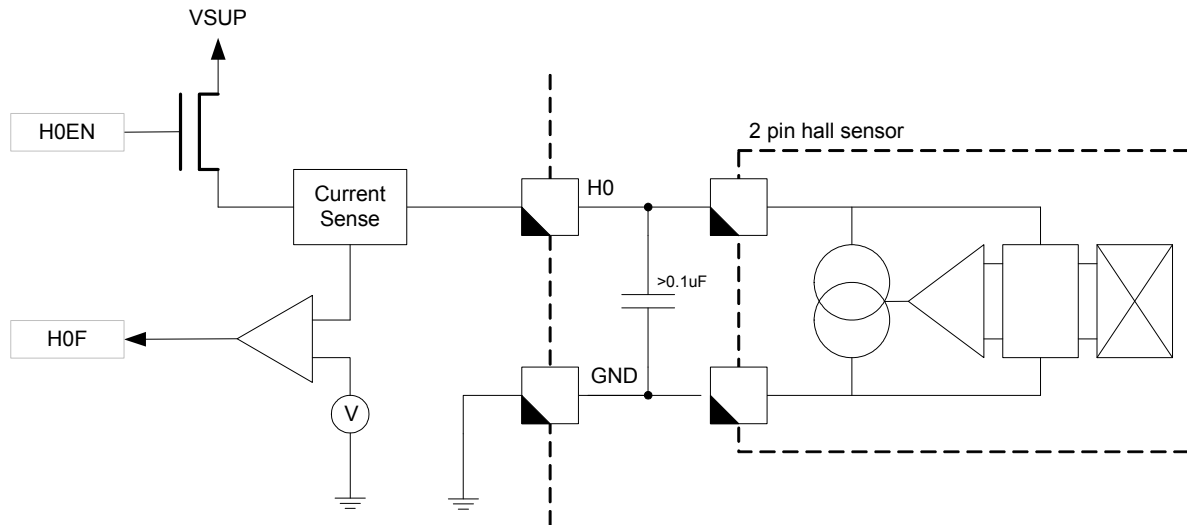 VSUP
H0EN
2 pin hall sensor
H0
Current
Sense
>0.1uF
H0F
GND
V